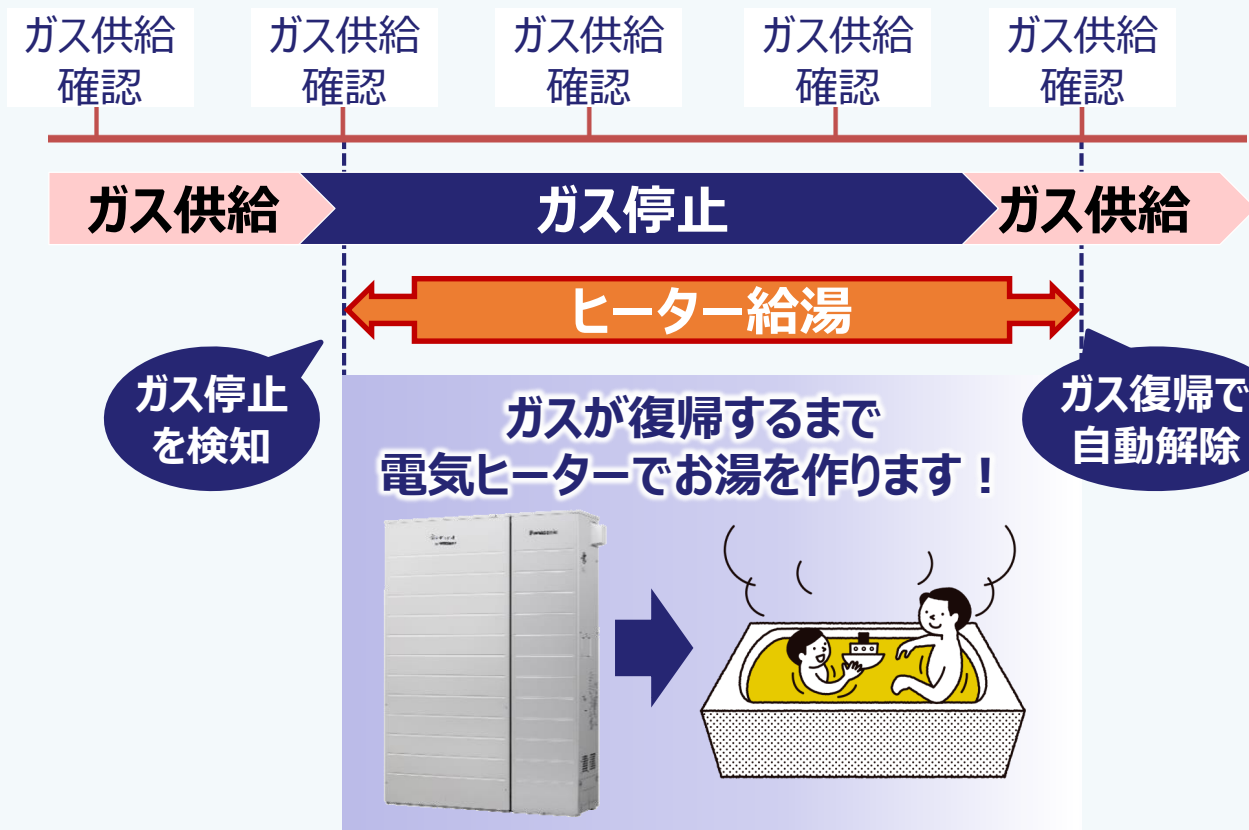 ガス供給
確認
ガス供給
確認
ガス供給
確認
ガス供給
確認
ガス供給
確認
ガス供給
ガス停止
ガス供給
ヒーター給湯
ガス停止
を検知
ガス復帰で
自動解除
ガスが復帰するまで
電気ヒーターでお湯を作ります！
Panasonic